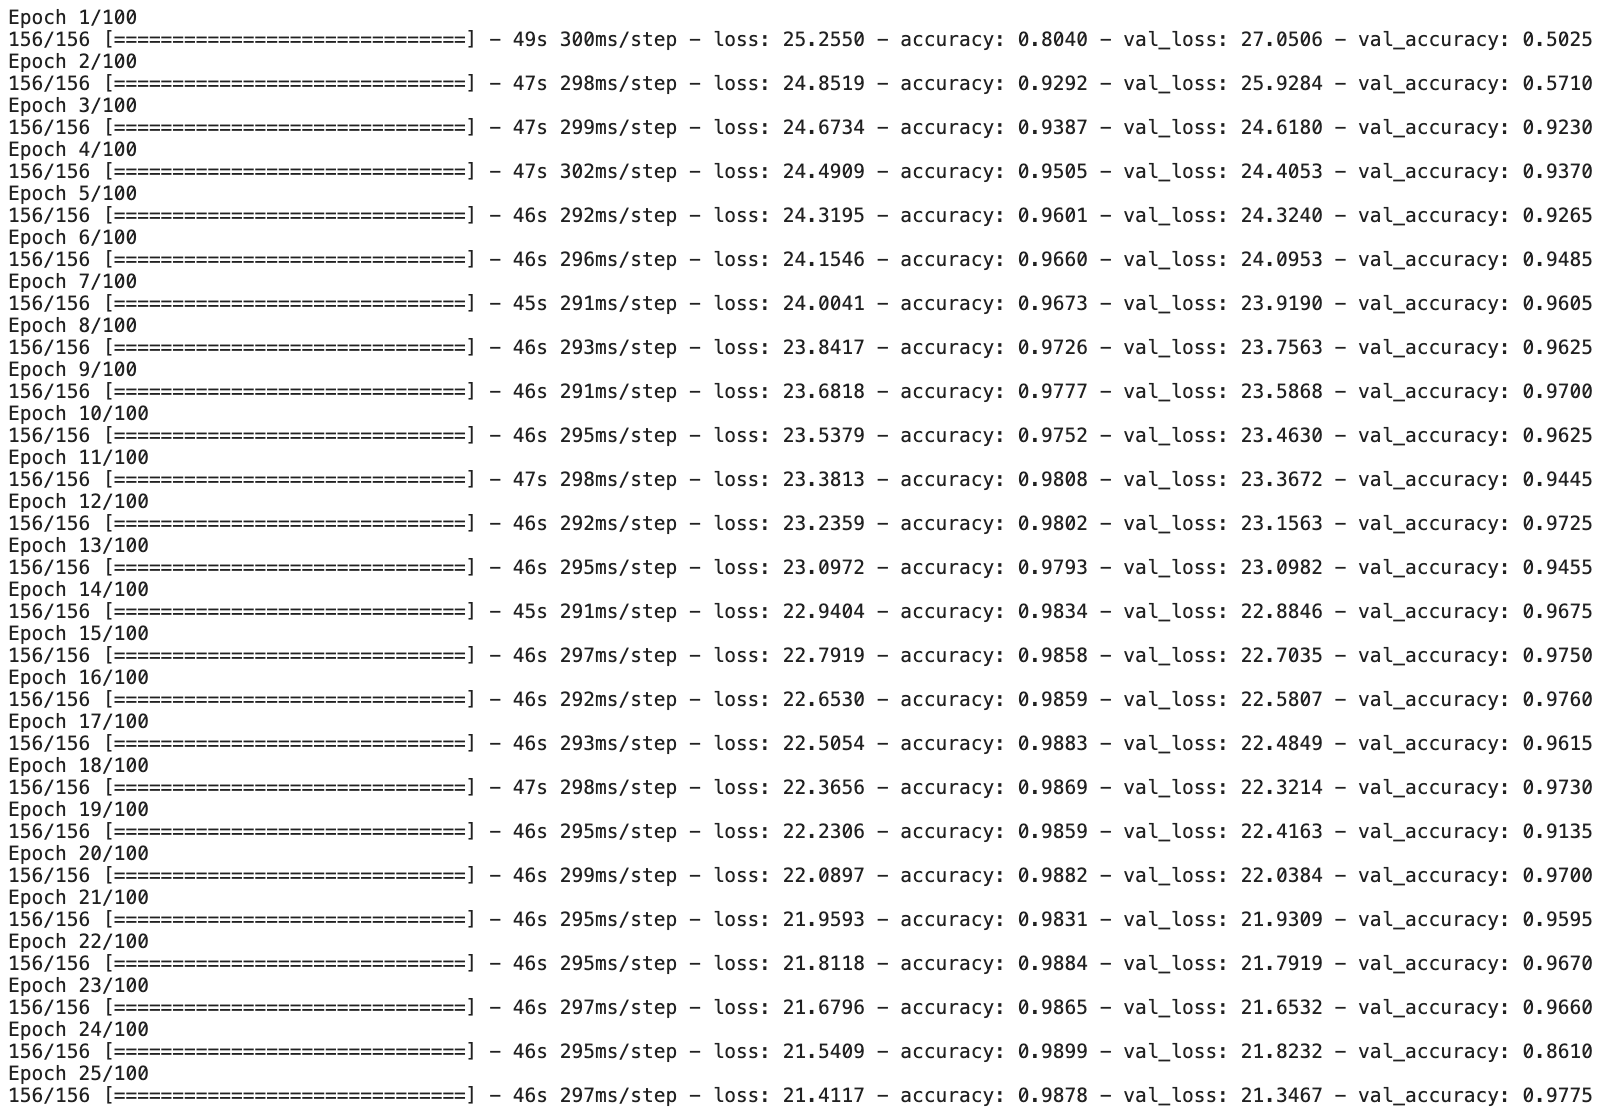 Epoch 1/100
156/156 [==============================] - 49s 300ms/step - loss: 25.2550 - accuracy: 0.8040 - val_loss: 27.0506 - val_accuracy: 0.5025
Epoch 2/100
156/156 [==============================] - 47s 298ms/step - loss: 24.8519 - accuracy: 0.9292 - val_loss: 25.9284 - val_accuracy: 0.5710
Epoch 3/100
156/156 [==============================] - 47s 299ms/step - loss: 24.6734 - accuracy: 0.9387 - val_loss: 24.6180 - val_accuracy: 0.9230
Epoch 4/100
156/156 [==============================] - 47s 302ms/step - loss: 24.4909 - accuracy: 0.9505 - val_loss: 24.4053 - val_accuracy: 0.9370
Epoch 5/100
156/156 [==============================] - 46s 292ms/step - loss: 24.3195 - accuracy: 0.9601 - val_loss: 24.3240 - val_accuracy: 0.9265
Epoch 6/100
156/156 [==============================] - 46s 296ms/step - loss: 24.1546 - accuracy: 0.9660 - val_loss: 24.0953 - val_accuracy: 0.9485
Epoch 7/100
156/156 [==============================] - 45s 291ms/step - loss: 24.0041 - accuracy: 0.9673 - val_loss: 23.9190 - val_accuracy: 0.9605
Epoch 8/100
156/156 [==============================] - 46s 293ms/step - loss: 23.8417 - accuracy: 0.9726 - val_loss: 23.7563 - val_accuracy: 0.9625
Epoch 9/100
156/156 [==============================] - 46s 291ms/step - loss: 23.6818 - accuracy: 0.9777 - val_loss: 23.5868 - val_accuracy: 0.9700
Epoch 10/100
156/156 [==============================] - 46s 295ms/step - loss: 23.5379 - accuracy: 0.9752 - val_loss: 23.4630 - val_accuracy: 0.9625
Epoch 11/100
156/156 [==============================] - 47s 298ms/step - loss: 23.3813 - accuracy: 0.9808 - val_loss: 23.3672 - val_accuracy: 0.9445
Epoch 12/100
156/156 [==============================] - 46s 292ms/step - loss: 23.2359 - accuracy: 0.9802 - val_loss: 23.1563 - val_accuracy: 0.9725
Epoch 13/100
156/156 [==============================] - 46s 295ms/step - loss: 23.0972 - accuracy: 0.9793 - val_loss: 23.0982 - val_accuracy: 0.9455
Epoch 14/100
156/156 [==============================] - 45s 291ms/step - loss: 22.9404 - accuracy: 0.9834 - val_loss: 22.8846 - val_accuracy: 0.9675
Epoch 15/100
156/156 [==============================] - 46s 297ms/step - loss: 22.7919 - accuracy: 0.9858 - val_loss: 22.7035 - val_accuracy: 0.9750
Epoch 16/100
156/156 [==============================] - 46s 292ms/step - loss: 22.6530 - accuracy: 0.9859 - val_loss: 22.5807 - val_accuracy: 0.9760
Epoch 17/100
156/156 [==============================] - 46s 293ms/step - loss: 22.5054 - accuracy: 0.9883 - val_loss: 22.4849 - val_accuracy: 0.9615
Epoch 18/100
156/156 [==============================] - 47s 298ms/step - loss: 22.3656 - accuracy: 0.9869 - val_loss: 22.3214 - val_accuracy: 0.9730
Epoch 19/100
156/156 [==============================] - 46s 295ms/step - loss: 22.2306 - accuracy: 0.9859 - val_loss: 22.4163 - val_accuracy: 0.9135
Epoch 20/100
156/156 [==============================] - 46s 299ms/step - loss: 22.0897 - accuracy: 0.9882 - val_loss: 22.0384 - val_accuracy: 0.9700
Epoch 21/100
156/156 [==============================] - 46s 295ms/step - loss: 21.9593 - accuracy: 0.9831 - val_loss: 21.9309 - val_accuracy: 0.9595
Epoch 22/100
156/156 [==============================] - 46s 295ms/step - loss: 21.8118 - accuracy: 0.9884 - val_loss: 21.7919 - val_accuracy: 0.9670
Epoch 23/100
156/156 [==============================] - 46s 297ms/step - loss: 21.6796 - accuracy: 0.9865 - val_loss: 21.6532 - val_accuracy: 0.9660
Epoch 24/100
156/156 [==============================] - 46s 295ms/step - loss: 21.5409 - accuracy: 0.9899 - val_loss: 21.8232 - val_accuracy: 0.8610
Epoch 25/100
156/156 [==============================] - 46s 297ms/step - loss: 21.4117 - accuracy: 0.9878 - val_loss: 21.3467 - val_accuracy: 0.9775